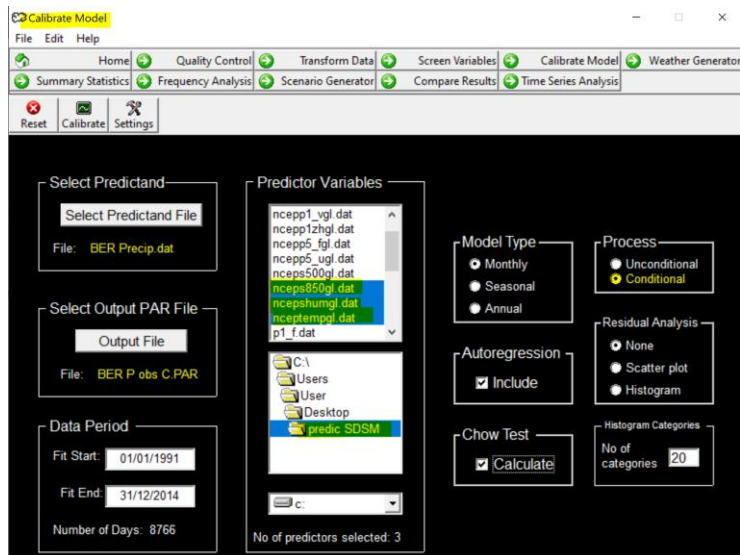 Calibrate Model
File Edit Help
Home Quality Control Transform Data Screen Variables Calibrate Model Weather Generator
Summary Statistics Frequency Analysis Scenario Generator Compare Results Time Series Analysis
Reset Calibrate Settings
Select Predictand
Select Predictand File
File: BER Precip.dat
Select Output PAR File
Output File
File: BER P obs C.PAR
Data Period
Fit Start: 01/01/1991
Fit End: 31/12/2014
Number of Days: 8766
Predictor Variables
ncepp1_vgl.dat
ncepp1zhgl.dat
ncepp5_fgl.dat
ncepp5_ugl.dat
nceps500gl.dat
nceps850gl.dat
ncepshumgl.dat
nceptempgl.dat
p1_f.dat
C:\
Users
User
Desktop
predic SDSM
c:
No of predictors selected: 3
Model Type
Monthly
Seasonal
Annual
Autoregression
Include
Chow Test
Calculate
Process
Unconditional
Conditional
Residual Analysis
None
Scatter plot
Histogram
Histogram Categories
No of
categories 20